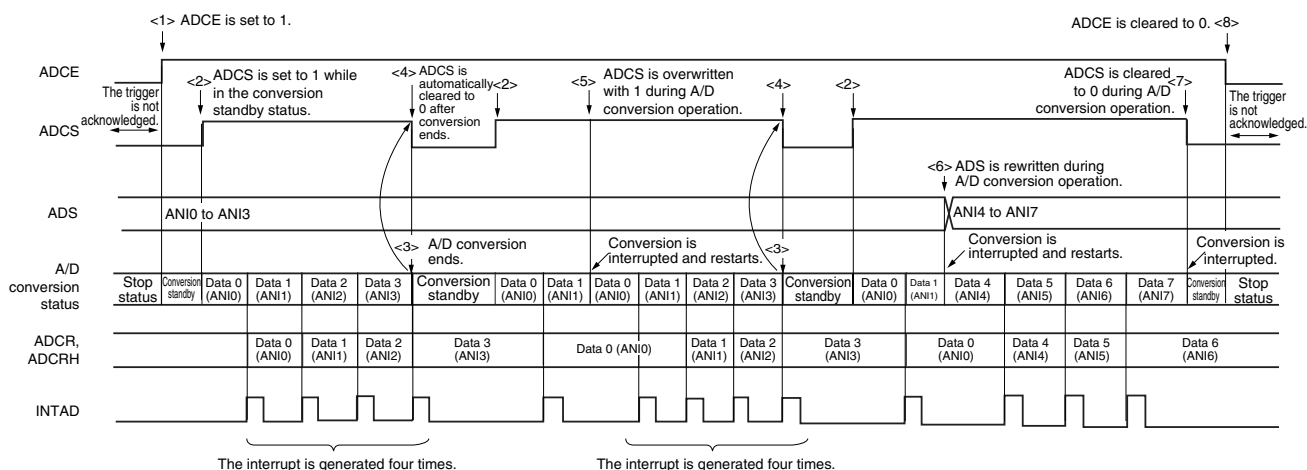 <1> ADCE is set to 1.
ADCE is cleared to 0. <8>
ADCE
The trigger
is not
acknowledged.
<2> ADCS is set to 1 while
in the conversion
standby status.
<4> ADCS is
automatically
cleared to
0 after
conversion
ends.
<2>
<5> ADCS is overwritten
with 1 during A/D
conversion operation.
<4>
<2>
ADCS is cleared <7>
to 0 during A/D
conversion operation.
The trigger
is not
acknowledged.
ADCS
<6> ADS is rewritten during
A/D conversion operation.
ADS
ANI0 to ANI3
ANI4 to ANI7
<3> A/D conversion
ends.
Conversion is
interrupted and restarts.
<3>
Conversion is
interrupted and restarts.
Conversion is
interrupted.
A/D
conversion
status
Stop
status
Conversion
standby
Data 0
(ANI0)
Data 1
(ANI1)
Data 2
(ANI2)
Data 3
(ANI3)
Conversion
standby
Data 0
(ANI0)
Data 1
(ANI1)
Data 0
(ANI0)
Data 1
(ANI1)
Data 2
(ANI2)
Data 3
(ANI3)
Conversion
standby
Data 0
(ANI0)
Data 1
(ANI1)
Data 4
(ANI4)
Data 5
(ANI5)
Data 6
(ANI6)
Data 7
(ANI7)
Conversion
standby
Stop
status
ADCR,
ADCRH
Data 0
(ANI0)
Data 1
(ANI1)
Data 2
(ANI2)
Data 3
(ANI3)
Data 0 (ANI0)
Data 1
(ANI1)
Data 2
(ANI2)
Data 3
(ANI3)
Data 0
(ANI0)
Data 4
(ANI4)
Data 5
(ANI5)
Data 6
(ANI6)
INTAD
The interrupt is generated four times.
The interrupt is generated four times.